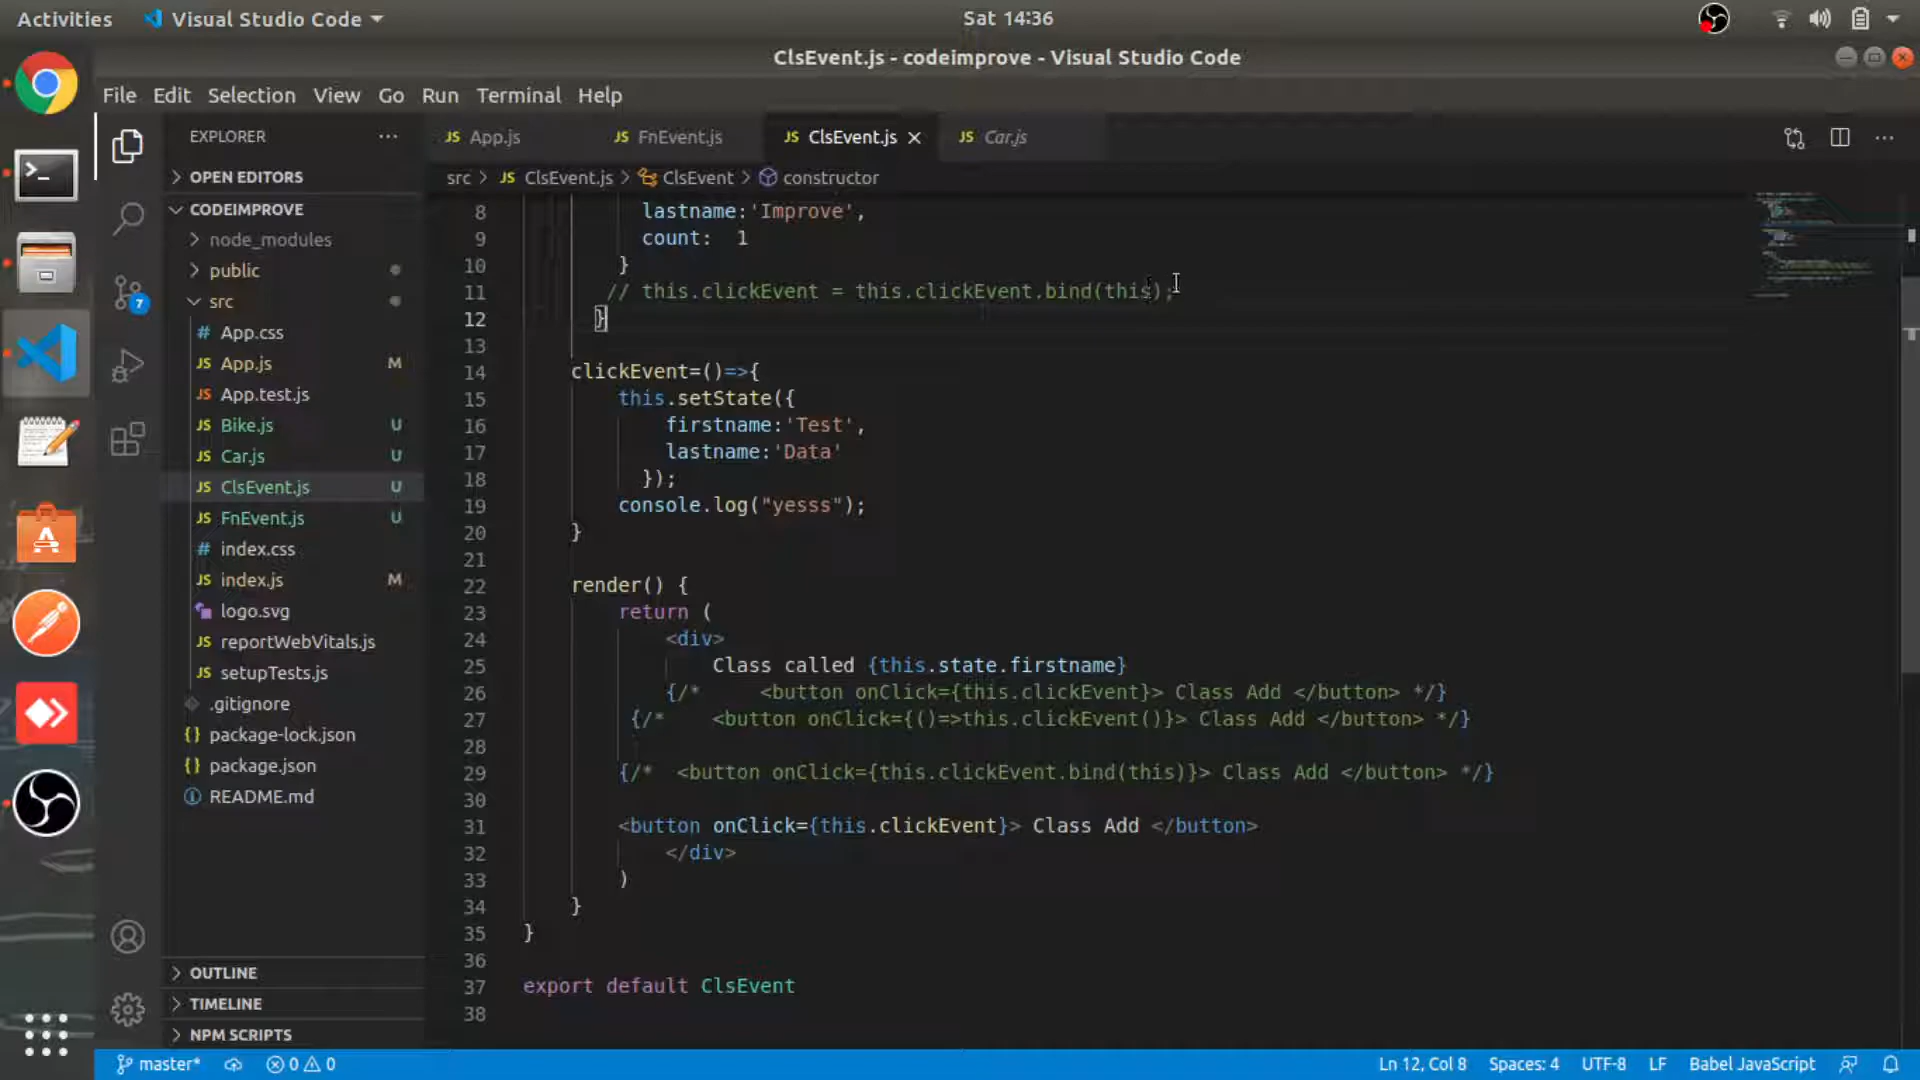 Activities Visual Studio Code Sat 14:36
ClsEvent.js - codeimprove - Visual Studio Code
File Edit Selection View Go Run Terminal Help
EXPLORER ··· JS App.js JS FnEvent.js JS ClsEvent.js × JS Car.js ···
OPEN EDITORS
src > JS ClsEvent.js > ClsEvent > constructor
CODEIMPROVE
node_modules
public
src
# App.css
JS App.js M
JS App.test.js
JS Bike.js U
JS Car.js U
JS ClsEvent.js U
JS FnEvent.js U
# index.css
JS index.js M
logo.svg
JS reportWebVitals.js
JS setupTests.js
.gitignore
{} package-lock.json
{} package.json
README.md
OUTLINE
TIMELINE
NPM SCRIPTS
7
8 lastname:'Improve',
9 count: 1
10 }
11 // this.clickEvent = this.clickEvent.bind(this);
12 }
13
14 clickEvent=()=>{
15 this.setState({
16 firstname:'Test',
17 lastname:'Data'
18 });
19 console.log("yesss");
20 }
21
22 render() {
23 return (
24 <div>
25 Class called {this.state.firstname}
26 {/* <button onClick={this.clickEvent}> Class Add </button> */}
27 {/* <button onClick={()=>this.clickEvent()}> Class Add </button> */}
28
29 {/* <button onClick={this.clickEvent.bind(this)}> Class Add </button> */}
30
31 <button onClick={this.clickEvent}> Class Add </button>
32 </div>
33 )
34 }
35 }
36
37 export default ClsEvent
38
master* 0 0 Ln 12, Col 8 Spaces: 4 UTF-8 LF Babel JavaScript